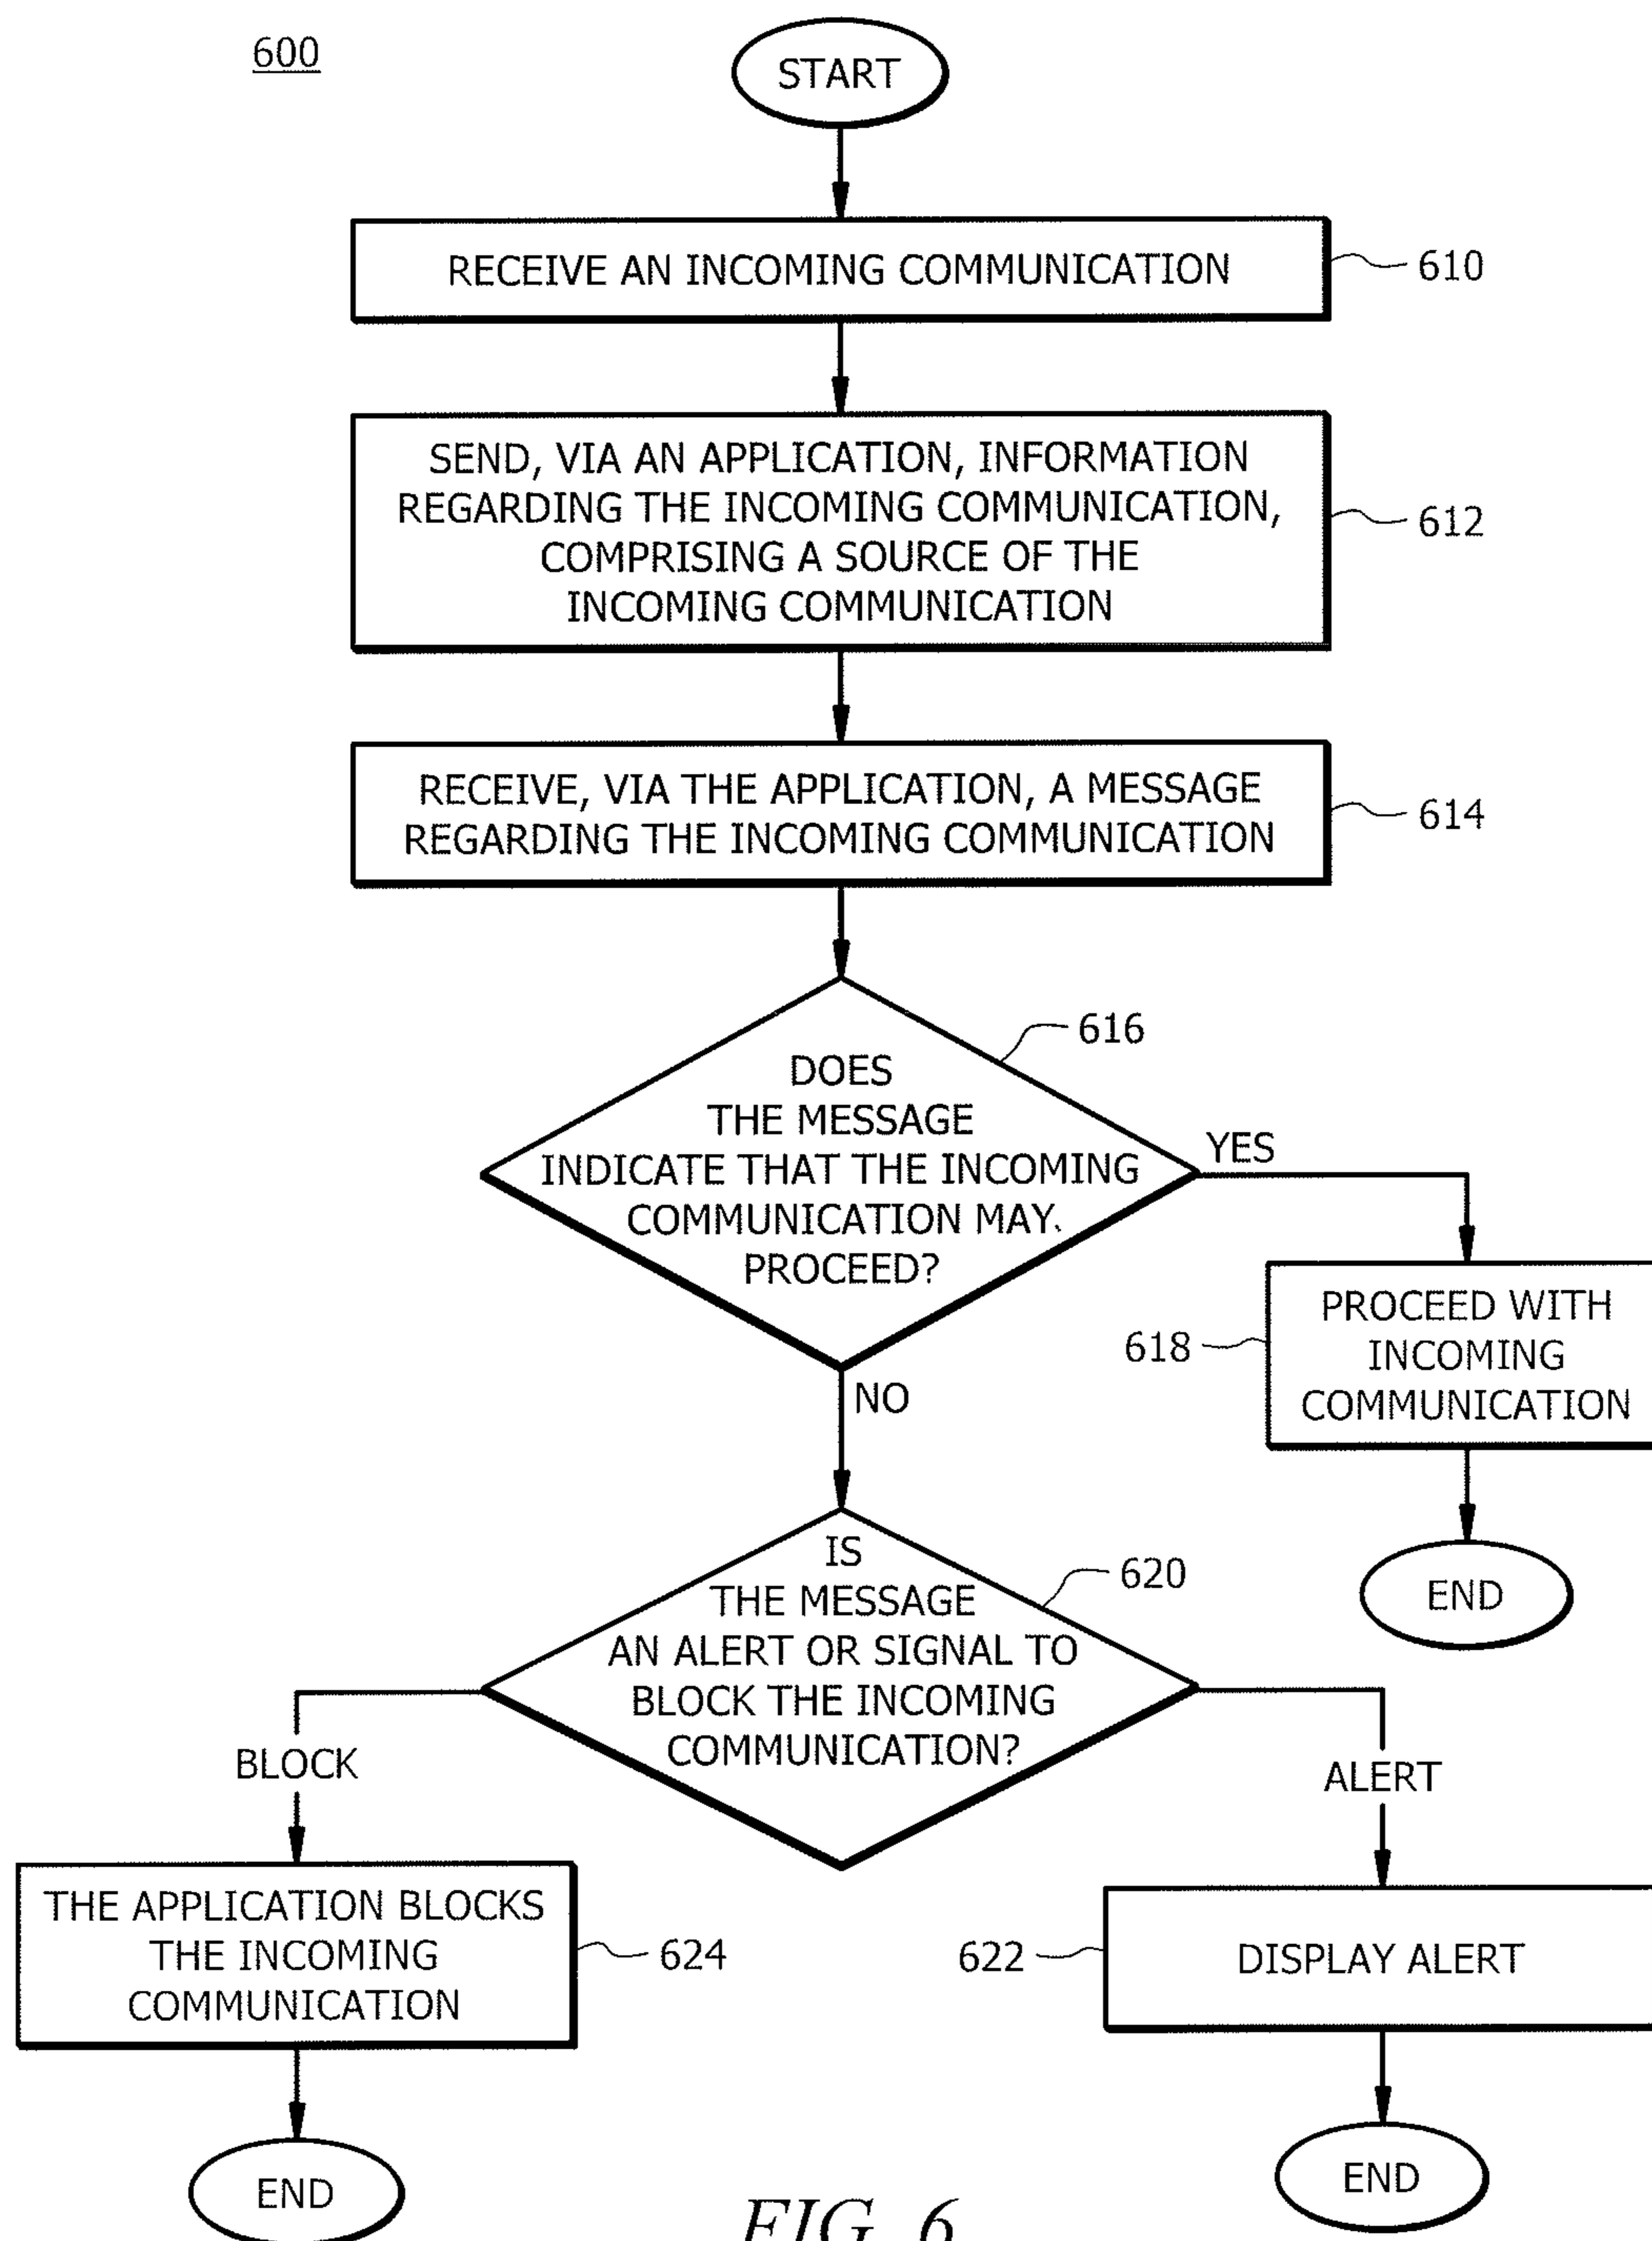 600
START
RECEIVE AN INCOMING COMMUNICATION
610
SEND, VIA AN APPLICATION, INFORMATION
REGARDING THE INCOMING COMMUNICATION,
COMPRISING A SOURCE OF THE
INCOMING COMMUNICATION
612
RECEIVE, VIA THE APPLICATION, A MESSAGE
REGARDING THE INCOMING COMMUNICATION
614
616
DOES
THE MESSAGE
INDICATE THAT THE INCOMING
COMMUNICATION MAY
PROCEED?
YES
618
PROCEED WITH
INCOMING
COMMUNICATION
NO
END
620
IS
THE MESSAGE
AN ALERT OR SIGNAL TO
BLOCK THE INCOMING
COMMUNICATION?
BLOCK
ALERT
THE APPLICATION BLOCKS
THE INCOMING
COMMUNICATION
624
622
DISPLAY ALERT
END
END
FIG. 6